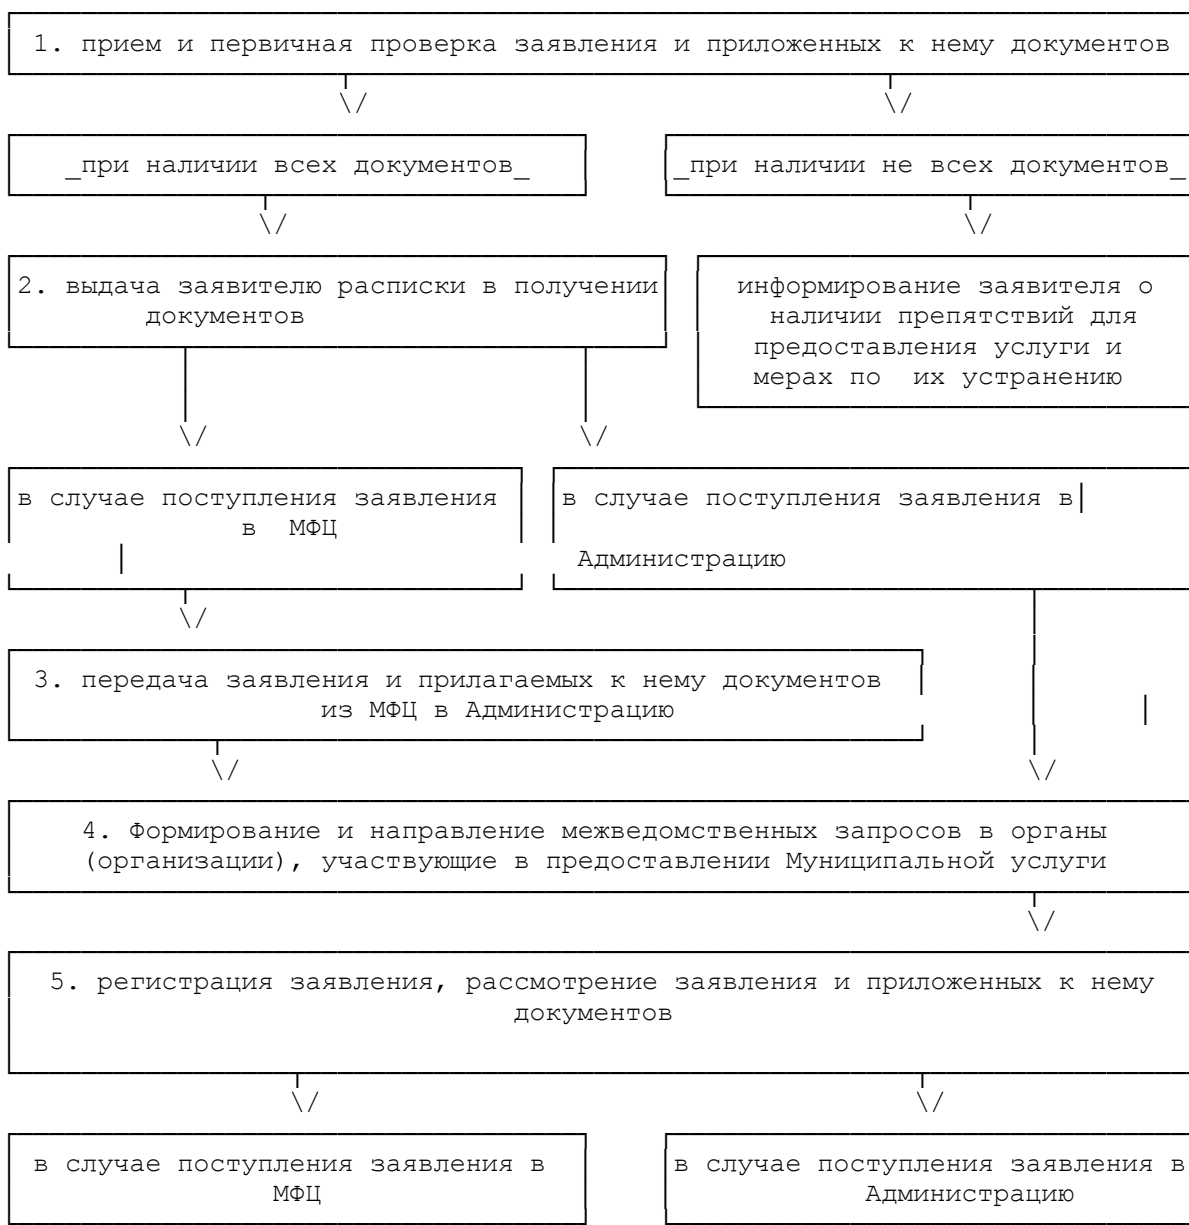 1. прием и первичная проверка заявления и приложенных к нему документов
_при наличии всех документов_
_при наличии не всех документов_
2. выдача заявителю расписки в получении
документов
информирование заявителя о
наличии препятствий для
предоставления услуги и
мерах по их устранению
в случае поступления заявления
в МФЦ
в случае поступления заявления в
Администрацию
3. передача заявления и прилагаемых к нему документов
из МФЦ в Администрацию
4. Формирование и направление межведомственных запросов в органы
(организации), участвующие в предоставлении Муниципальной услуги
5. регистрация заявления, рассмотрение заявления и приложенных к нему
документов
в случае поступления заявления в
МФЦ
в случае поступления заявления в
Администрацию